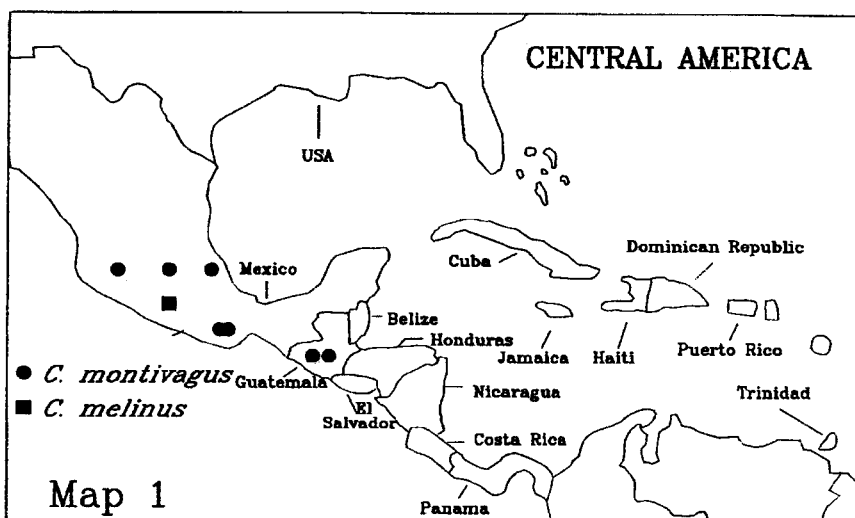 CENTRAL AMERICA
USA
Cuba
Dominican Republic
Mexico
Belize
Honduras
Jamaica
Haiti
Puerto Rico
Guatemala
Nicaragua
Trinidad
El
Salvador
Costa Rica
Panama
C. montivagus
C. melinus
Map 1